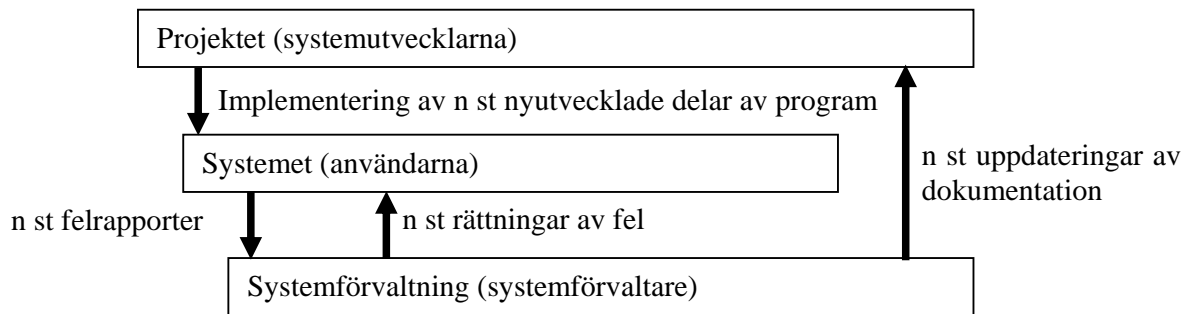 Projektet (systemutvecklarna)
Implementering av n st nyutvecklade delar av program
Systemet (användarna)
n st uppdateringar av
dokumentation
n st felrapporter
n st rättningar av fel
Systemförvaltning (systemförvaltare)